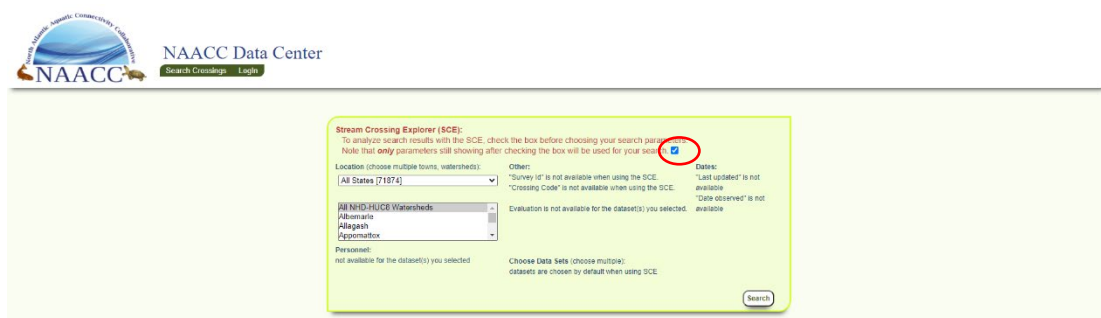 North Atlantic Aquatic Connectivity Collaborative
NAACC
NAACC Data Center
Search Crossings Login
Stream Crossing Explorer (SCE):
To analyze search results with the SCE, check the box before choosing your search parameters.
Note that only parameters still showing after checking the box will be used for your search.
Location (choose multiple towns, watersheds):
All States [71874]
All NHD-HUC8 Watersheds
Albemarle
Allagash
Appomattox
Other:
"Survey Id" is not available when using the SCE.
"Crossing Code" is not available when using the SCE.
Evaluation is not available for the dataset(s) you selected.
Dates:
"Last updated" is not
available
"Date observed" is not
available
Personnel:
not available for the dataset(s) you selected
Choose Data Sets (choose multiple):
datasets are chosen by default when using SCE
Search